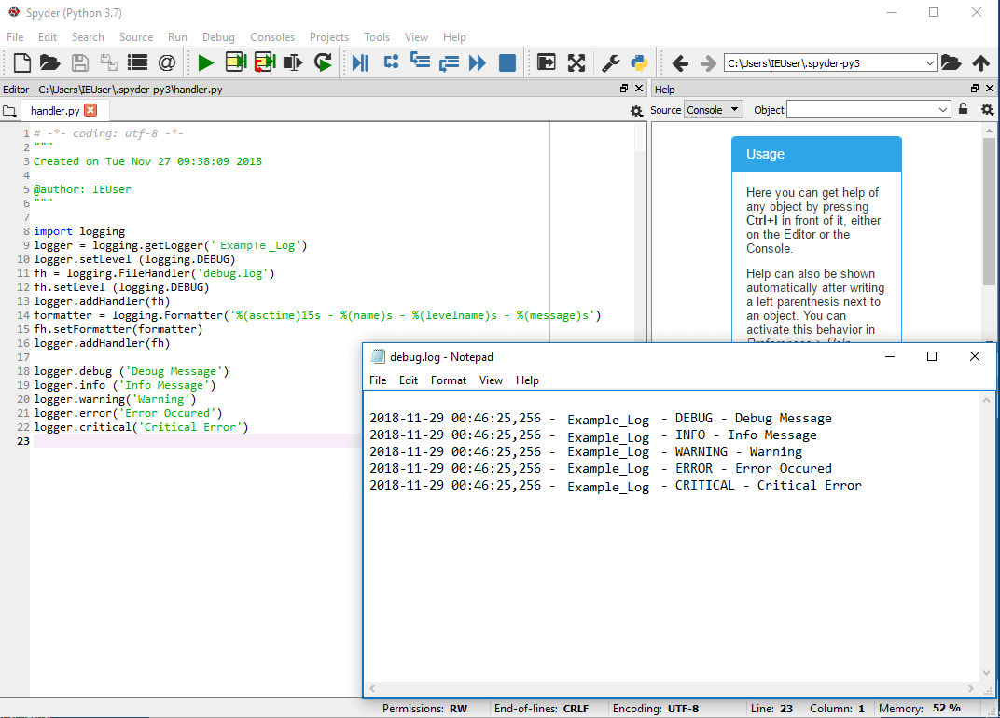 Spyder (Python 3.7)
File Edit Search Source Run Debug Consoles Projects Tools View Help
C:\Users\IEUser\.spyder-py3
Editor - C:\Users\IEUser\.spyder-py3\handler.py
Help
handler.py
Source Console Object
1 # -*- coding: utf-8 -*-
2 """
3 Created on Tue Nov 27 09:38:09 2018
4
5 @author: IEUser
6 """
7
8 import logging
9 logger = logging.getLogger(' Example _Log')
10 logger.setLevel (logging.DEBUG)
11 fh = logging.FileHandler('debug.log')
12 fh.setLevel (logging.DEBUG)
13 logger.addHandler(fh)
14 formatter = logging.Formatter('%(asctime)15s - %(name)s - %(levelname)s - %(message)s')
15 fh.setFormatter(formatter)
16 logger.addHandler(fh)
17
18 logger.debug ('Debug Message')
19 logger.info ('Info Message')
20 logger.warning('Warning')
21 logger.error('Error Occured')
22 logger.critical('Critical Error')
23
Usage
Here you can get help of
any object by pressing
Ctrl+I in front of it, either
on the Editor or the
Console.
Help can also be shown
automatically after writing
a left parenthesis next to
an object. You can
activate this behavior in
Preferences > Help
debug.log - Notepad
File Edit Format View Help
2018-11-29 00:46:25,256 - Example_Log - DEBUG - Debug Message
2018-11-29 00:46:25,256 - Example_Log - INFO - Info Message
2018-11-29 00:46:25,256 - Example_Log - WARNING - Warning
2018-11-29 00:46:25,256 - Example_Log - ERROR - Error Occured
2018-11-29 00:46:25,256 - Example_Log - CRITICAL - Critical Error
Permissions: RW End-of-lines: CRLF Encoding: UTF-8 Line: 23 Column: 1 Memory: 52 %